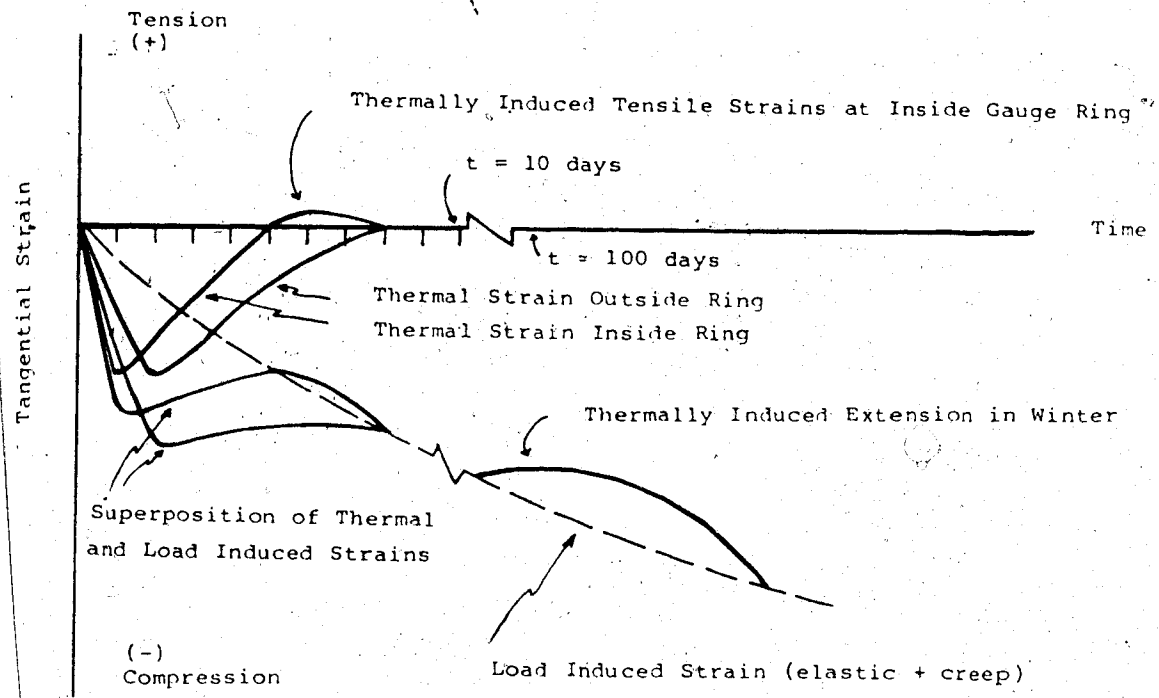 Tension
(+)
Thermally Induced Tensile Strains at Inside Gauge Ring
t = 10 days
Tangential Strain
Time
t = 100 days
Thermal Strain Outside Ring
Thermal Strain Inside Ring
Thermally Induced Extension in Winter
Superposition of Thermal
and Load Induced Strains
(-)
Compression
Load Induced Strain (elastic + creep)